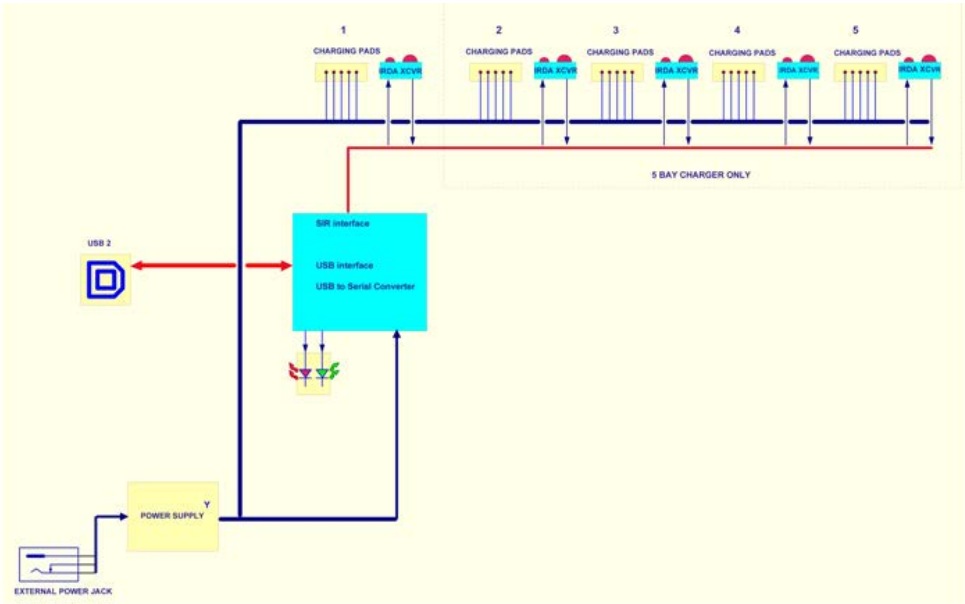 1 2 3 4 5
CHARGING PADS CHARGING PADS CHARGING PADS CHARGING PADS CHARGING PADS
IRDA XCVR IRDA XCVR IRDA XCVR IRDA XCVR IRDA XCVR
5 BAY CHARGER ONLY
SIR interface
USB 2
USB interface
USB to Serial Converter
Y
POWER SUPPLY
EXTERNAL POWER JACK